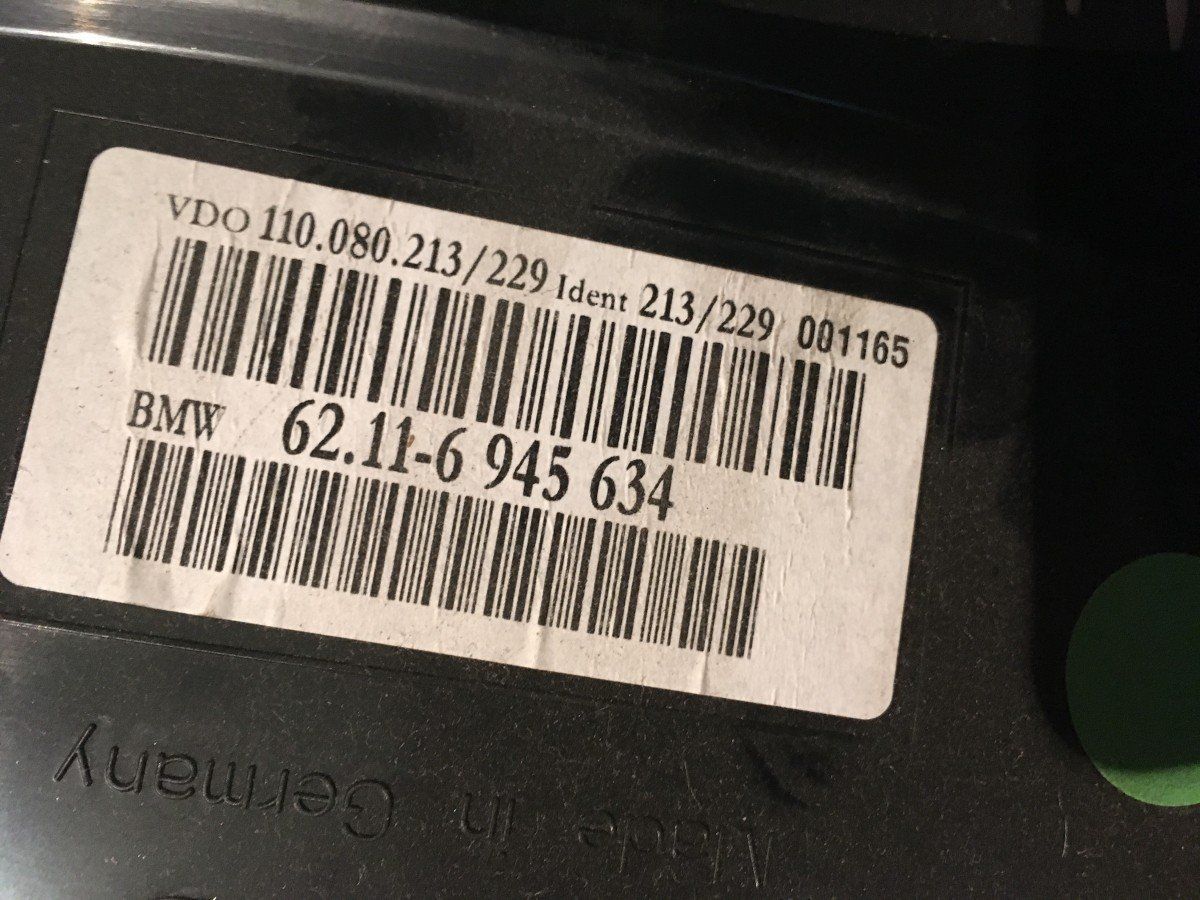 VDO 110.080.213/229 Ident 213/229 001165
BMW 62.11-6 945 634
Made in Germany